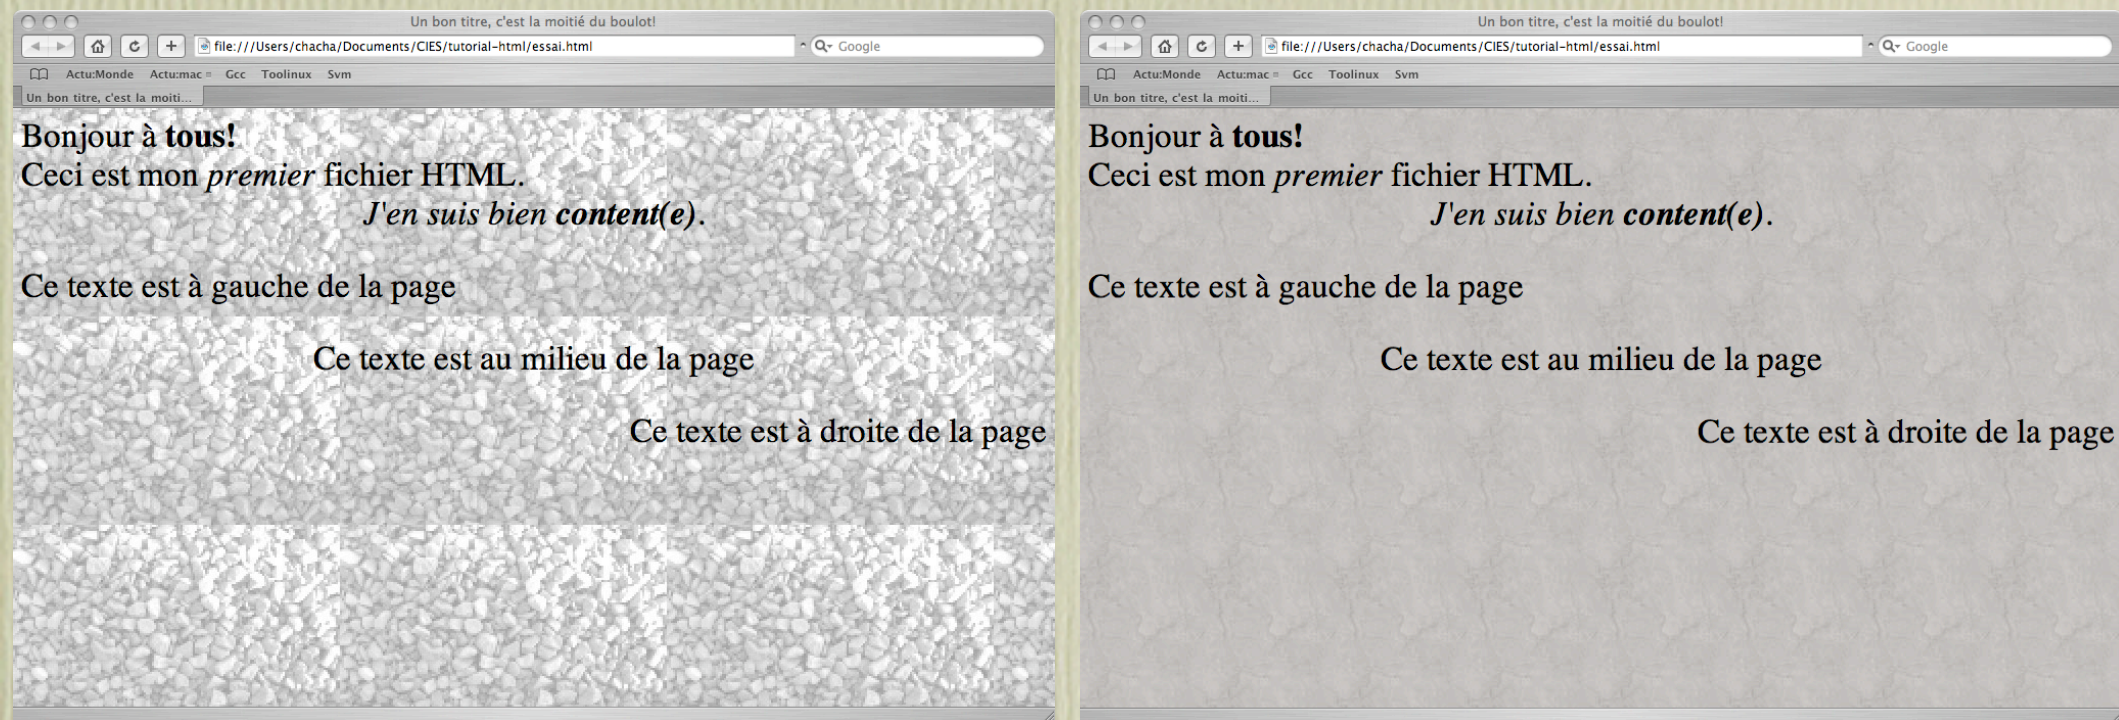 Un bon titre, c'est la moitié du boulot!
file:///Users/chacha/Documents/CIES/tutorial-html/essai.html
Google
Actu:Monde Actu:mac Gcc Toolinux Svm
Un bon titre, c'est la moiti...
Bonjour à tous!
Ceci est mon premier fichier HTML.
J'en suis bien content(e).
Ce texte est à gauche de la page
Ce texte est au milieu de la page
Ce texte est à droite de la page
Un bon titre, c'est la moitié du boulot!
file:///Users/chacha/Documents/CIES/tutorial-html/essai.html
Google
Actu:Monde Actu:mac Gcc Toolinux Svm
Un bon titre, c'est la moiti...
Bonjour à tous!
Ceci est mon premier fichier HTML.
J'en suis bien content(e).
Ce texte est à gauche de la page
Ce texte est au milieu de la page
Ce texte est à droite de la page